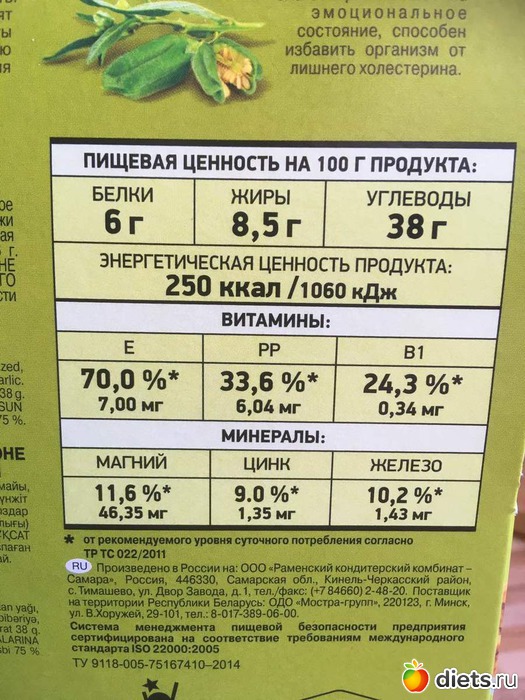 эмоциональное
состояние, способен
избавить организм от
лишнего холестерина.
ПИЩЕВАЯ ЦЕННОСТЬ НА 100 Г ПРОДУКТА:
БЕЛКИ ЖИРЫ УГЛЕВОДЫ
6 г 8,5 г 38 г
ЭНЕРГЕТИЧЕСКАЯ ЦЕННОСТЬ ПРОДУКТА:
250 ккал /1060 кДж
ВИТАМИНЫ:
E PP B1
70,0 %* 33,6 %* 24,3 %*
7,00 мг 6,04 мг 0,34 мг
МИНЕРАЛЫ:
МАГНИЙ ЦИНК ЖЕЛЕЗО
11,6 %* 9.0 %* 10,2 %*
46,35 мг 1,35 мг 1,43 мг
* от рекомендуемого уровня суточного потребления согласно
ТР ТС 022/2011
RU Произведено в России на: ООО «Раменский кондитерский комбинат –
Самара», Россия, 446330, Самарская обл., Кинель-Черкасский район,
с. Тимашево, ул. Двор Завода, д. 1, тел./факс: (+7 84660) 2-48-20. Поставщик
на территории Республики Беларусь: ОДО «Мостра-групп», 220123, г. Минск,
ул. В.Хоружей, 29-101, тел.: 8-017-389-06-00.
Система менеджмента пищевой безопасности предприятия
сертифицирована на соответствие требованиям международного
стандарта ISO 22000:2005
ТУ 9118-005-75167410–2014
diets.ru